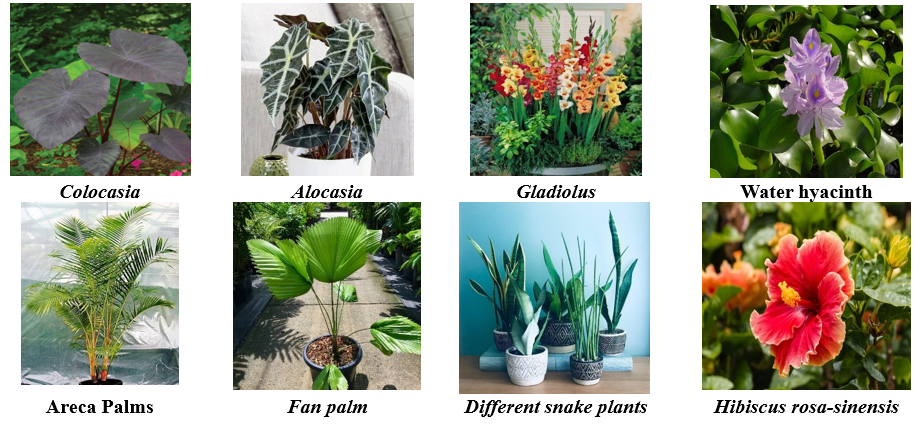 Colocasia
Alocasia
Gladiolus
Water hyacinth
Areca Palms
Fan palm
Different snake plants
Hibiscus rosa-sinensis